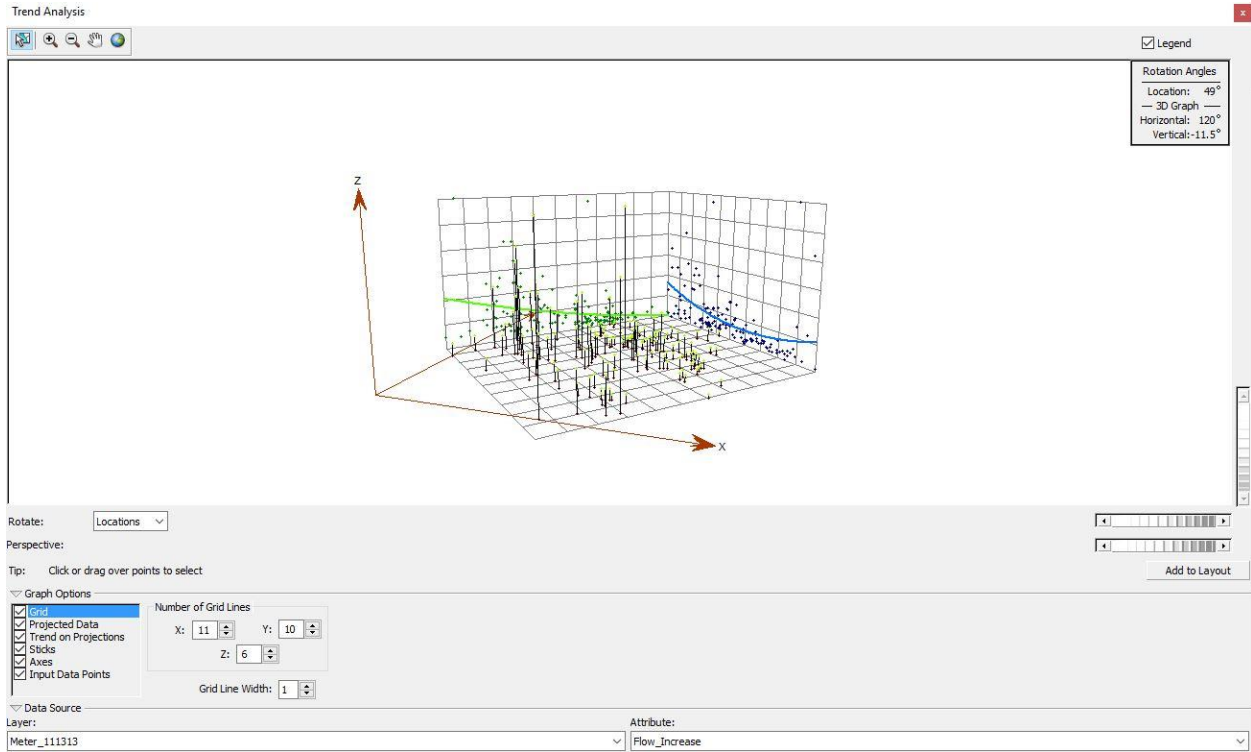 Trend Analysis
x
Legend
Rotation Angles
Location: 49°
— 3D Graph —
Horizontal: 120°
Vertical:-11.5°
Z
X
Rotate: Locations
Perspective:
Tip: Click or drag over points to select
Add to Layout
Graph Options
Grid
Projected Data
Trend on Projections
Sticks
Axes
Input Data Points
Number of Grid Lines
X: 11 Y: 10
Z: 6
Grid Line Width: 1
Data Source
Layer: Attribute:
Meter_111313 Flow_Increase